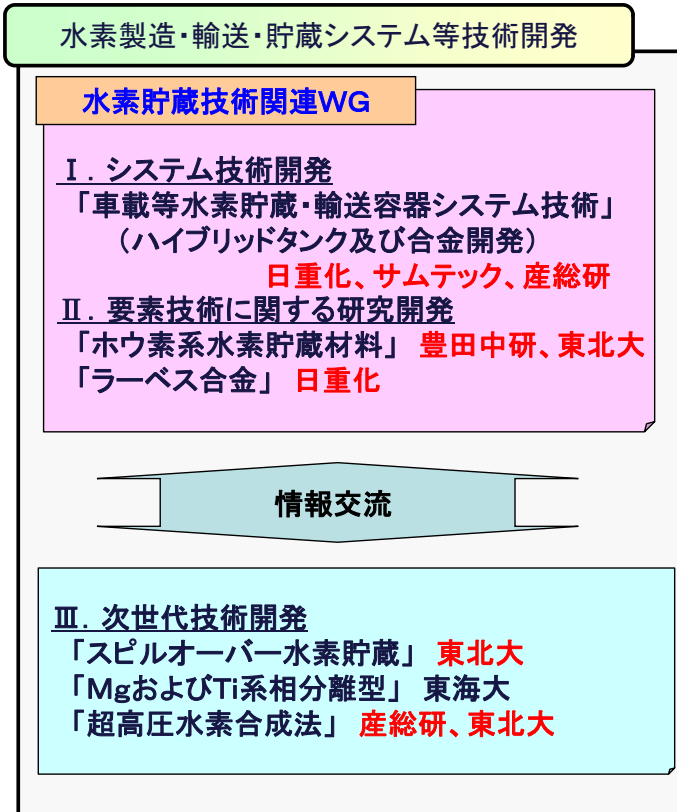 水素製造・輸送・貯蔵システム等技術開発
水素貯蔵技術関連WG
Ⅰ．システム技術開発
「車載等水素貯蔵・輸送容器システム技術」
（ハイブリッドタンク及び合金開発）
日重化、サムテック、産総研
Ⅱ．要素技術に関する研究開発
「ホウ素系水素貯蔵材料」 豊田中研、東北大
「ラーベス合金」 日重化
情報交流
Ⅲ．次世代技術開発
「スピルオーバー水素貯蔵」 東北大
「MgおよびTi系相分離型」 東海大
「超高圧水素合成法」 産総研、東北大